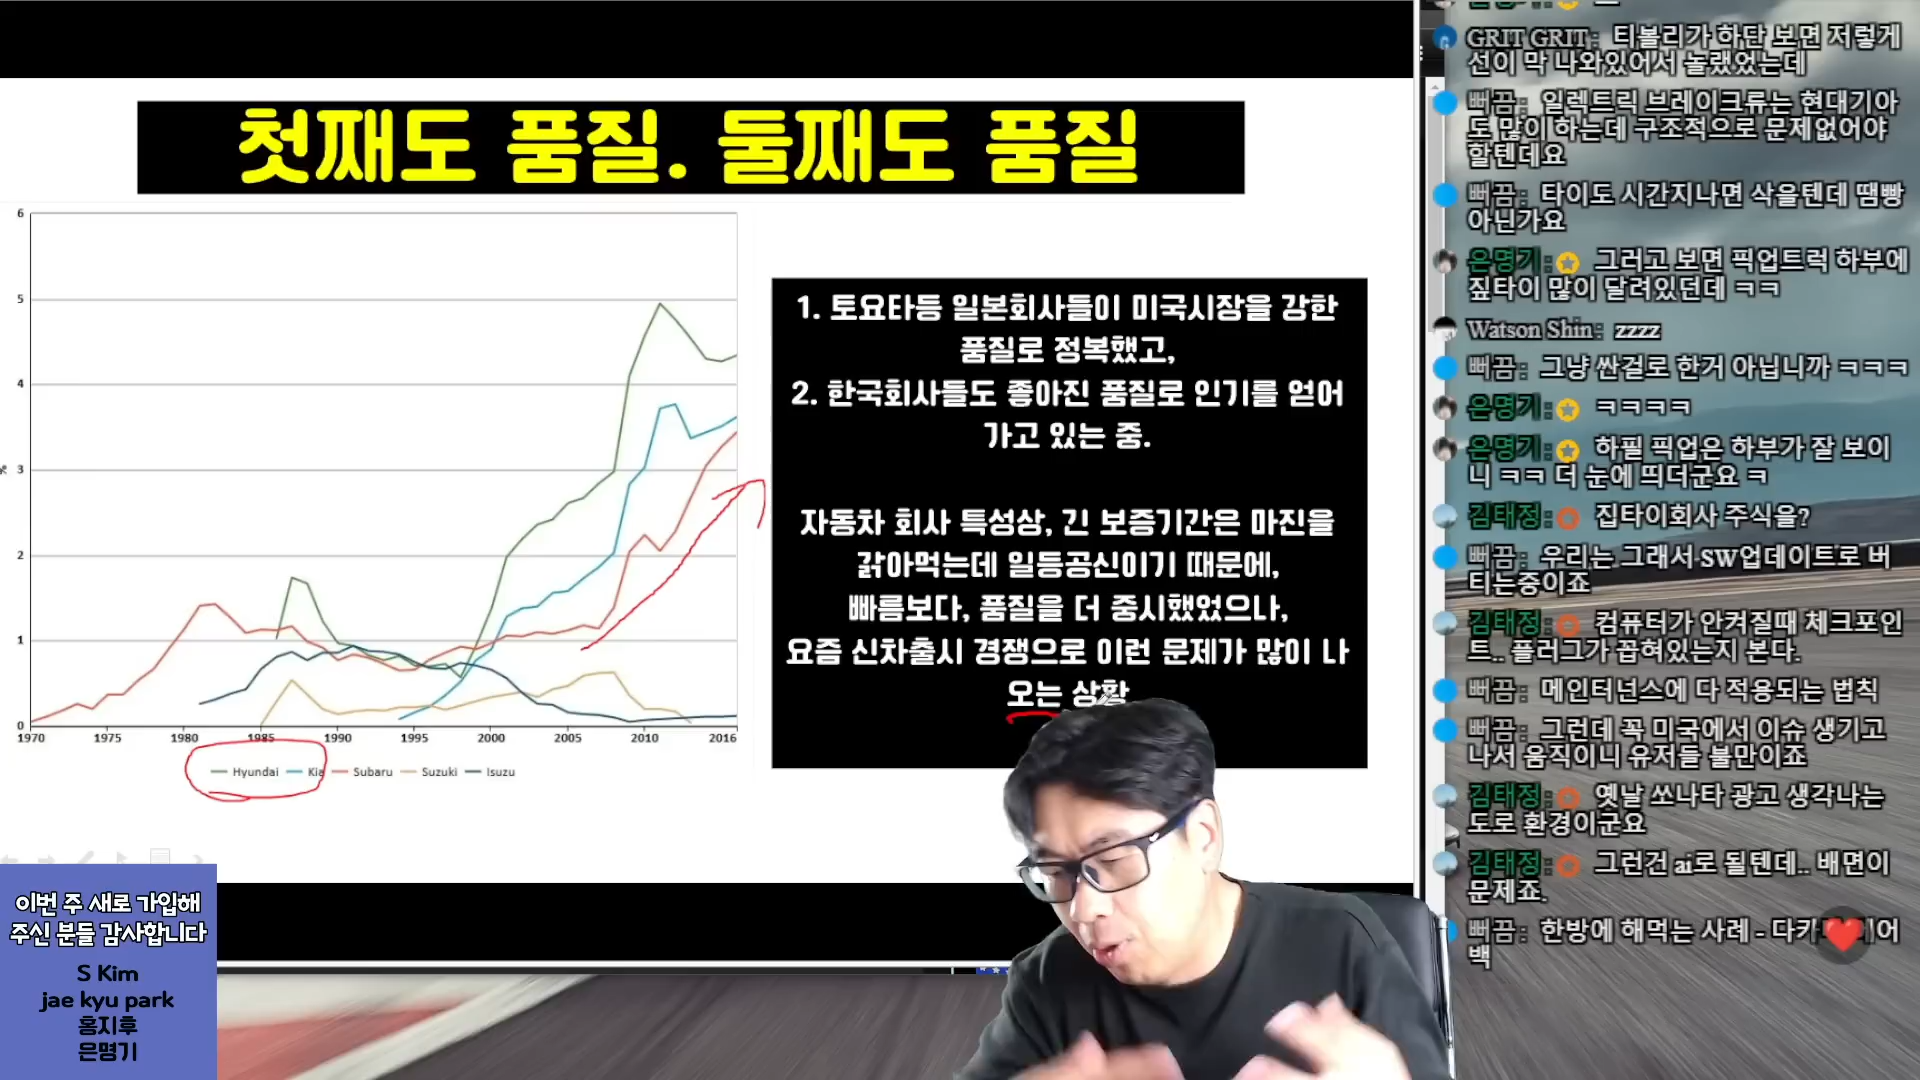 첫째도 품질. 둘째도 품질
6
5
4
3
%
2
1
0
1970 1975 1980 1985 1990 1995 2000 2005 2010 2016
Hyundai Kia Subaru Suzuki Isuzu
1. 토요타등 일본회사들이 미국시장을 강한
품질로 정복했고,
2. 한국회사들도 좋아진 품질로 인기를 얻어
가고 있는 중.
자동차 회사 특성상, 긴 보증기간은 마진을
갉아먹는데 일등공신이기 때문에,
빠름보다, 품질을 더 중시했었으나,
요즘 신차출시 경쟁으로 이런 문제가 많이 나
오는 상황
이번 주 새로 가입해
주신 분들 감사합니다
S Kim
jae kyu park
홍지후
은명기
GRIT GRIT: 티볼리가 하단 보면 저렇게
선이 막 나와있어서 놀랬었는데
뻐끔: 일렉트릭 브레이크류는 현대기아
도 많이 하는데 구조적으로 문제없어야
할텐데요
뻐끔: 타이도 시간지나면 삭을텐데 땜빵
아닌가요
은명기: 그러고 보면 픽업트럭 하부에
짚타이 많이 달려있던데 ㅋㅋ
Watson Shin: zzzz
뻐끔: 그냥 싼걸로 한거 아닙니까 ㅋㅋㅋ
은명기: ㅋㅋㅋㅋ
은명기: 하필 픽업은 하부가 잘 보이
니 ㅋㅋ 더 눈에 띄더군요 ㅋ
김태정: 집타이회사 주식을?
뻐끔: 우리는 그래서 SW업데이트로 버
티는중이죠
김태정: 컴퓨터가 안켜질때 체크포인
트.. 플러그가 꼽혀있는지 본다.
뻐끔: 메인터넌스에 다 적용되는 법칙
뻐끔: 그런데 꼭 미국에서 이슈 생기고
나서 움직이니 유저들 불만이죠
김태정: 옛날 쏘나타 광고 생각나는
도로 환경이군요
김태정: 그런건 ai로 될텐데.. 배면이
문제죠.
뻐끔: 한방에 해먹는 사례 - 다카 어
백